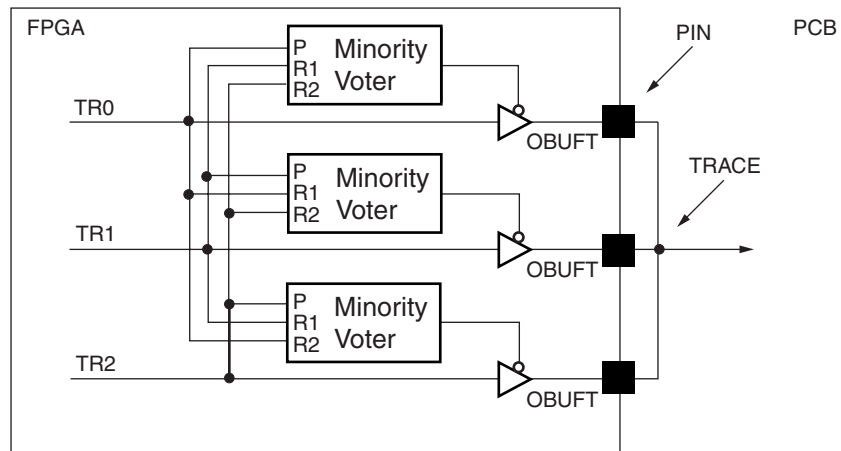 FPGA
PCB
PIN
P
R1
R2
Minority
Voter
TR0
OBUFT
TRACE
P
R1
R2
Minority
Voter
TR1
OBUFT
P
R1
R2
Minority
Voter
TR2
OBUFT